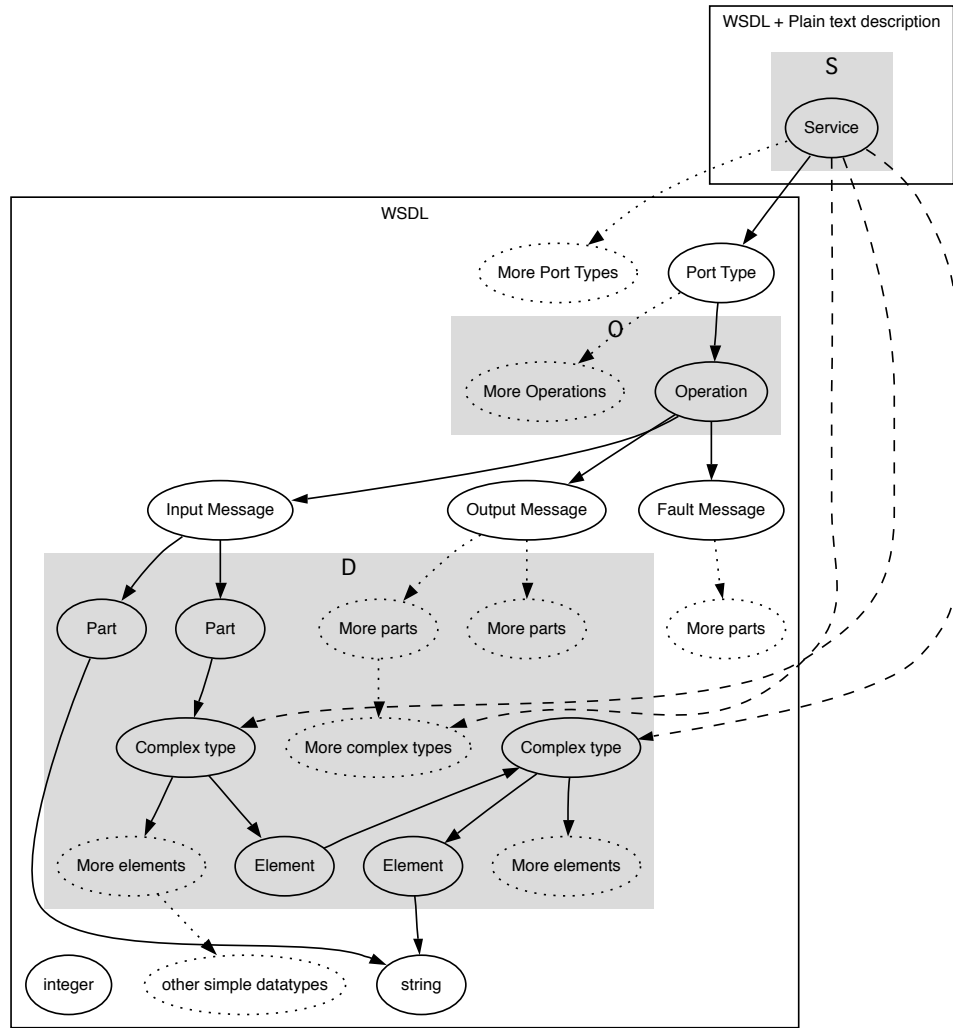 WSDL + Plain text description
S
Service
WSDL
More Port Types
Port Type
O
More Operations
Operation
Input Message
Output Message
Fault Message
D
Part
Part
More parts
More parts
More parts
Complex type
More complex types
Complex type
More elements
Element
Element
More elements
integer
other simple datatypes
string